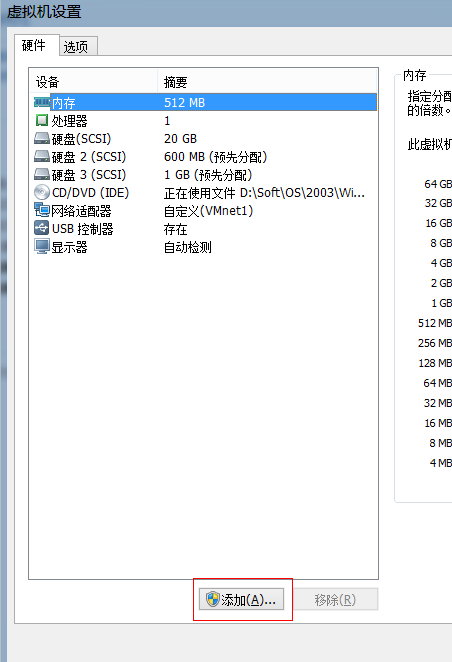 虚拟机设置
硬件 选项
设备 摘要
内存 512 MB
处理器 1
硬盘(SCSI) 20 GB
硬盘 2 (SCSI) 600 MB (预先分配)
硬盘 3 (SCSI) 1 GB (预先分配)
CD/DVD (IDE) 正在使用文件 D:\Soft\OS\2003\Wi...
网络适配器 自定义(VMnet1)
USB 控制器 存在
显示器 自动检测
添加(A)... 移除(R)
内存
指定分配
的倍数。
此虚拟机
64 GB
32 GB
16 GB
8 GB
4 GB
2 GB
1 GB
512 MB
256 MB
128 MB
64 MB
32 MB
16 MB
8 MB
4 MB